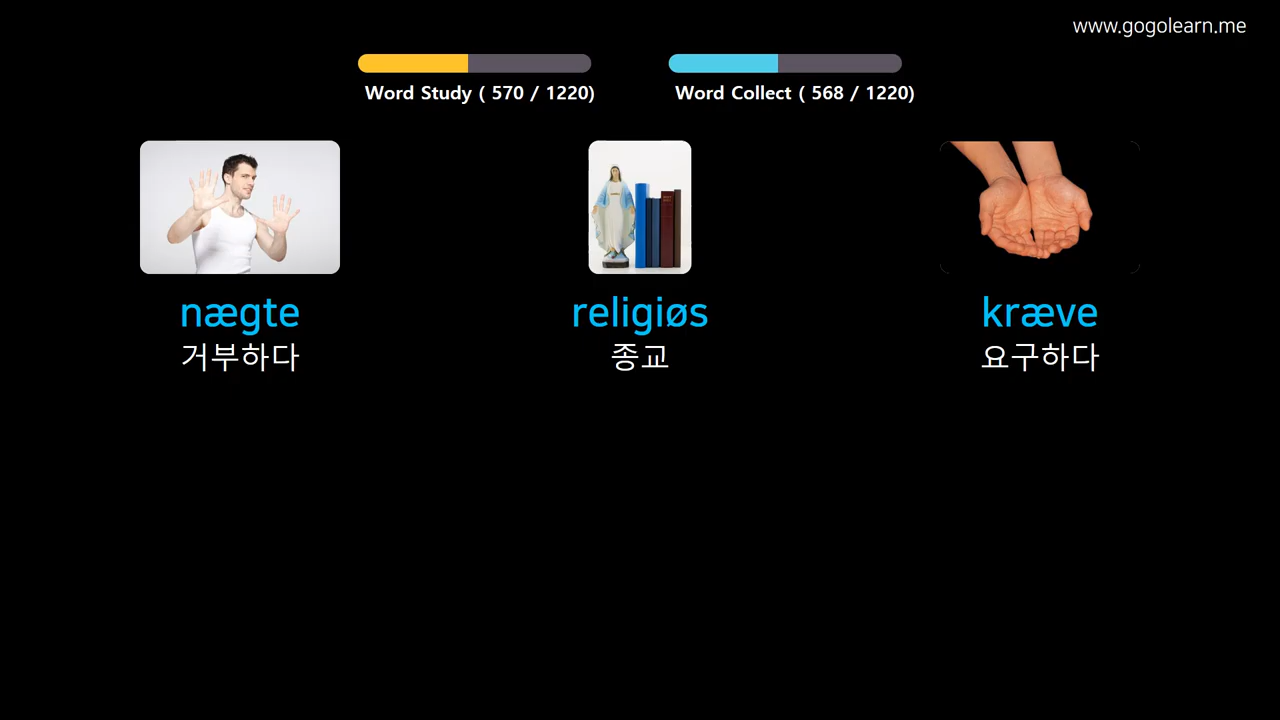 www.gogolearn.me
Word Study ( 570 / 1220)
Word Collect ( 568 / 1220)
nægte
거부하다
religiøs
종교
kræve
요구하다